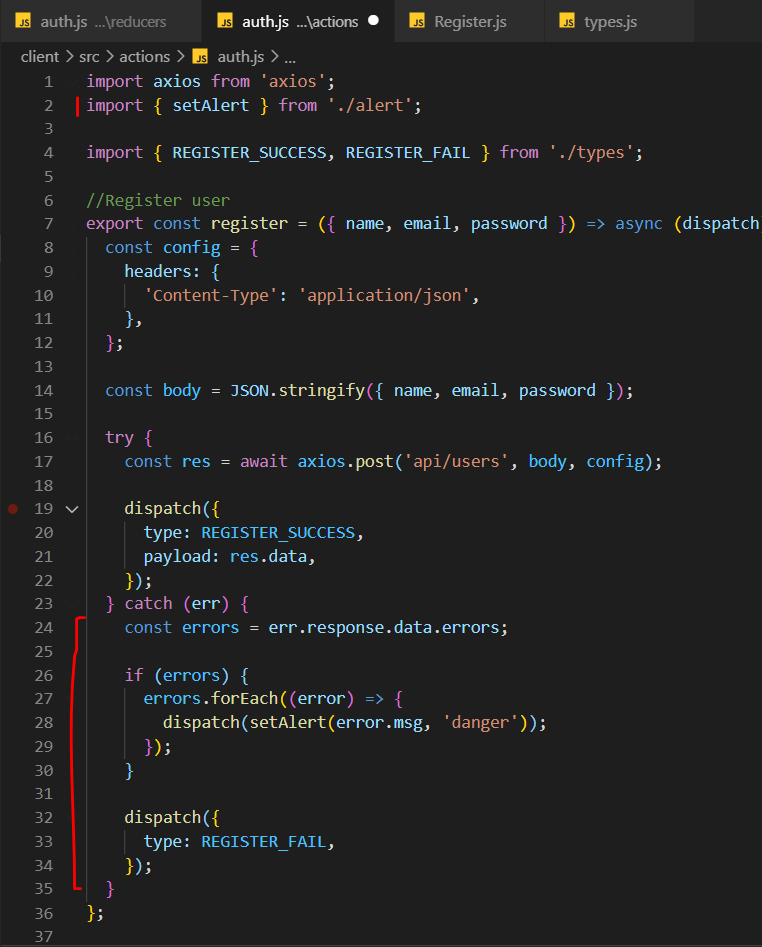 JS auth.js ...\reducers JS auth.js ...\actions JS Register.js JS types.js
client > src > actions > JS auth.js > ...
1 import axios from 'axios';
2 import { setAlert } from './alert';
3
4 import { REGISTER_SUCCESS, REGISTER_FAIL } from './types';
5
6 //Register user
7 export const register = ({ name, email, password }) => async (dispatch
8 const config = {
9 headers: {
10 'Content-Type': 'application/json',
11 },
12 };
13
14 const body = JSON.stringify({ name, email, password });
15
16 try {
17 const res = await axios.post('api/users', body, config);
18
19 dispatch({
20 type: REGISTER_SUCCESS,
21 payload: res.data,
22 });
23 } catch (err) {
24 const errors = err.response.data.errors;
25
26 if (errors) {
27 errors.forEach((error) => {
28 dispatch(setAlert(error.msg, 'danger'));
29 });
30 }
31
32 dispatch({
33 type: REGISTER_FAIL,
34 });
35 }
36 };
37